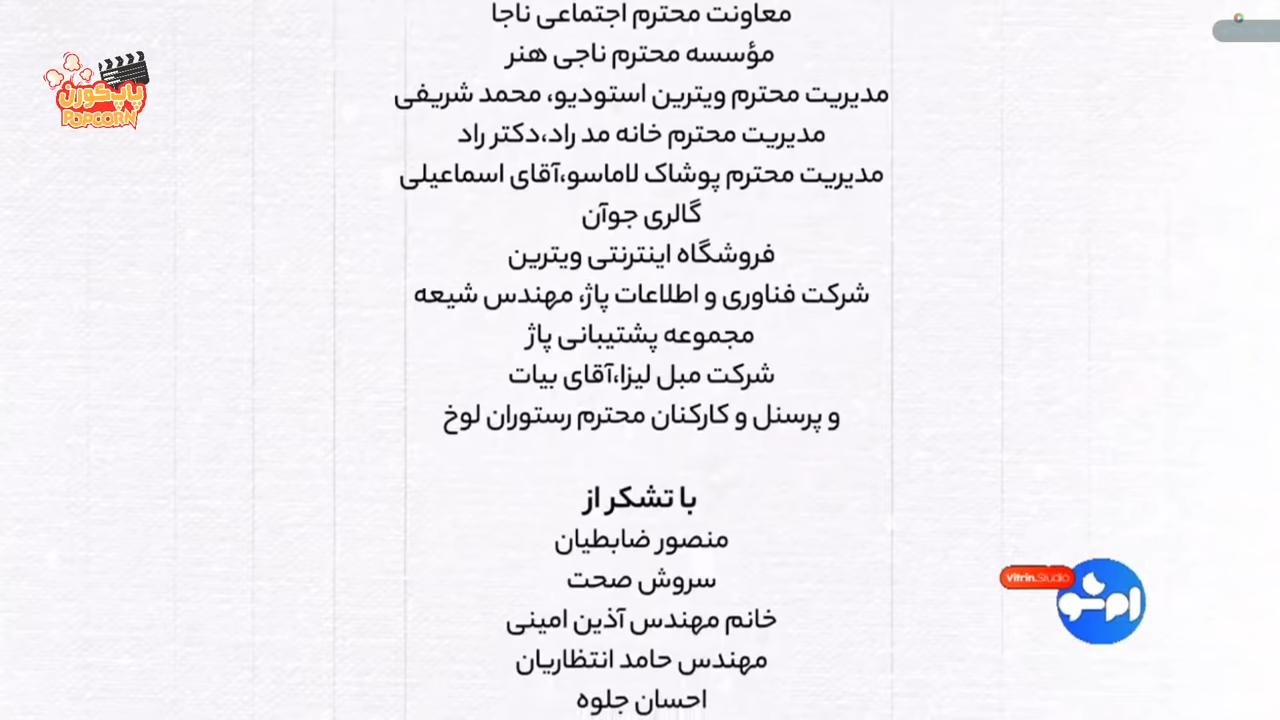 معاونت محترم اجتماعی ناجا
مؤسسه محترم ناجی هنر
مدیریت محترم ویترین استودیو، محمد شریفی
مدیریت محترم خانه مد راد،دکتر راد
مدیریت محترم پوشاک لاماسو،آقای اسماعیلی
گالری جوآن
فروشگاه اینترنتی ویترین
شرکت فناوری و اطلاعات پاژ، مهندس شیعه
مجموعه پشتیبانی پاژ
شرکت مبل لیزا،آقای بیات
و پرسنل و کارکنان محترم رستوران لوخ
با تشکر از
منصور ضابطیان
سروش صحت
خانم مهندس آذین امینی
مهندس حامد انتظاریان
احسان جلوه
پاپ کورن
POPCORN
Vitrin.Studio